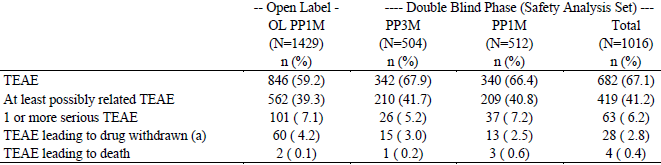 -- Open Label - ---- Double Blind Phase (Safety Analysis Set) ---
OL PP1M PP3M PP1M Total
(N=1429) (N=504) (N=512) (N=1016)
n (%) n (%) n (%) n (%)
TEAE 846 (59.2) 342 (67.9) 340 (66.4) 682 (67.1)
At least possibly related TEAE 562 (39.3) 210 (41.7) 209 (40.8) 419 (41.2)
1 or more serious TEAE 101 ( 7.1) 26 ( 5.2) 37 ( 7.2) 63 ( 6.2)
TEAE leading to drug withdrawn (a) 60 ( 4.2) 15 ( 3.0) 13 ( 2.5) 28 ( 2.8)
TEAE leading to death 2 ( 0.1) 1 ( 0.2) 3 ( 0.6) 4 ( 0.4)